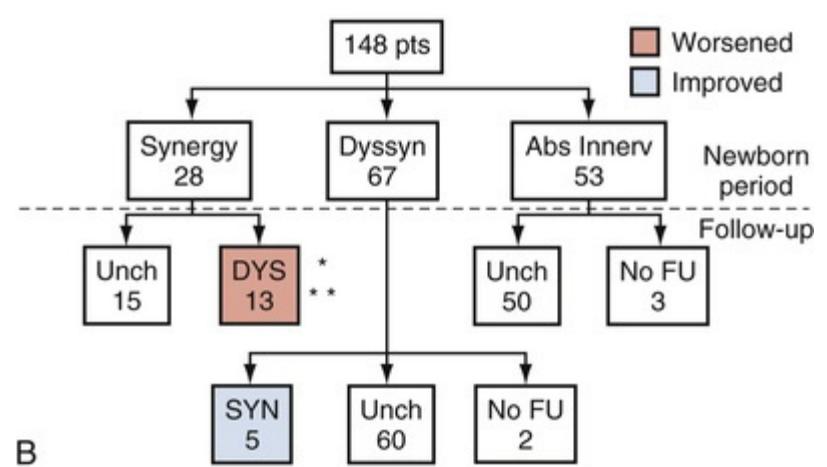 148 pts
Worsened
Improved
Synergy
28
Dyssyn
67
Abs Innerv
53
Newborn
period
Follow-up
Unch
15
DYS
13
*
* *
Unch
50
No FU
3
SYN
5
Unch
60
No FU
2
B